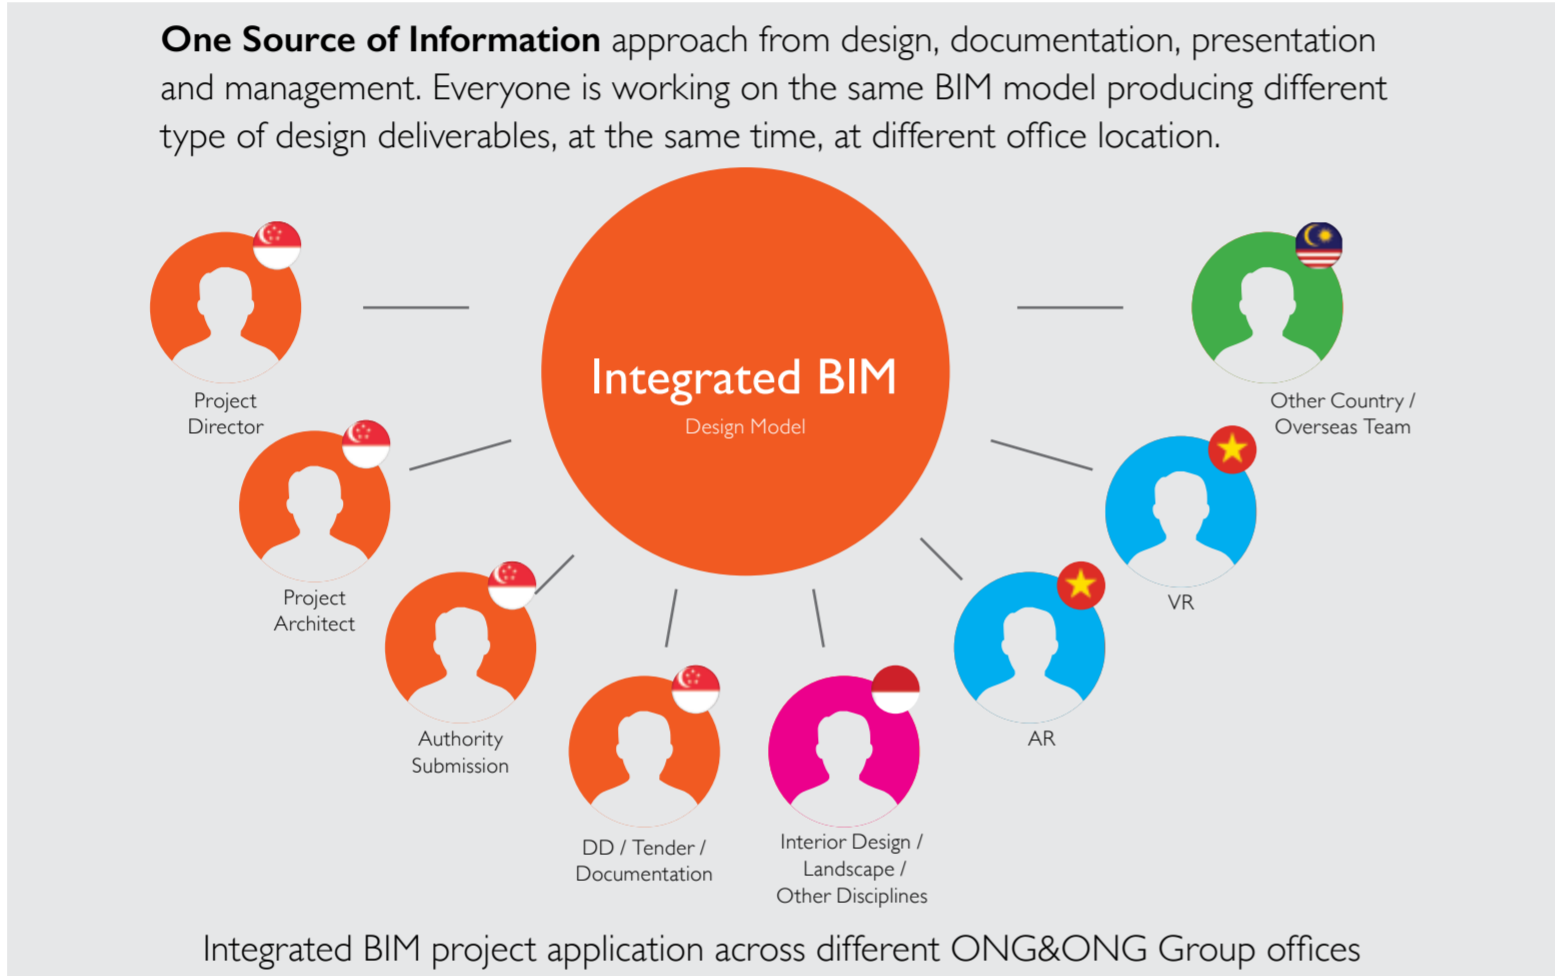 One Source of Information approach from design, documentation, presentation
and management. Everyone is working on the same BIM model producing different
type of design deliverables, at the same time, at different office location.
Integrated BIM
Design Model
Project
Director
Project
Architect
Authority
Submission
DD / Tender /
Documentation
Interior Design /
Landscape /
Other Disciplines
AR
VR
Other Country /
Overseas Team
Integrated BIM project application across different ONG&ONG Group offices